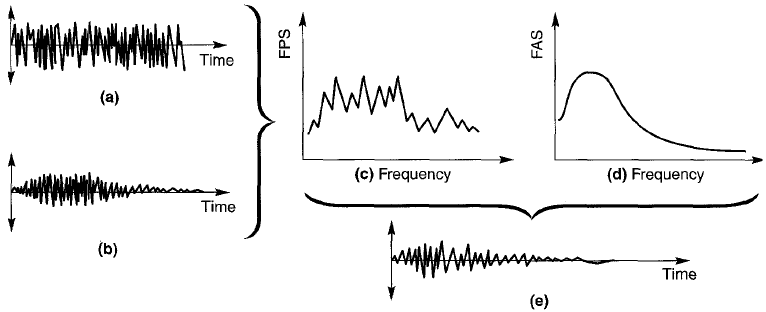 Time
(a)
Time
(b)
FPS
(c) Frequency
FAS
(d) Frequency
Time
(e)